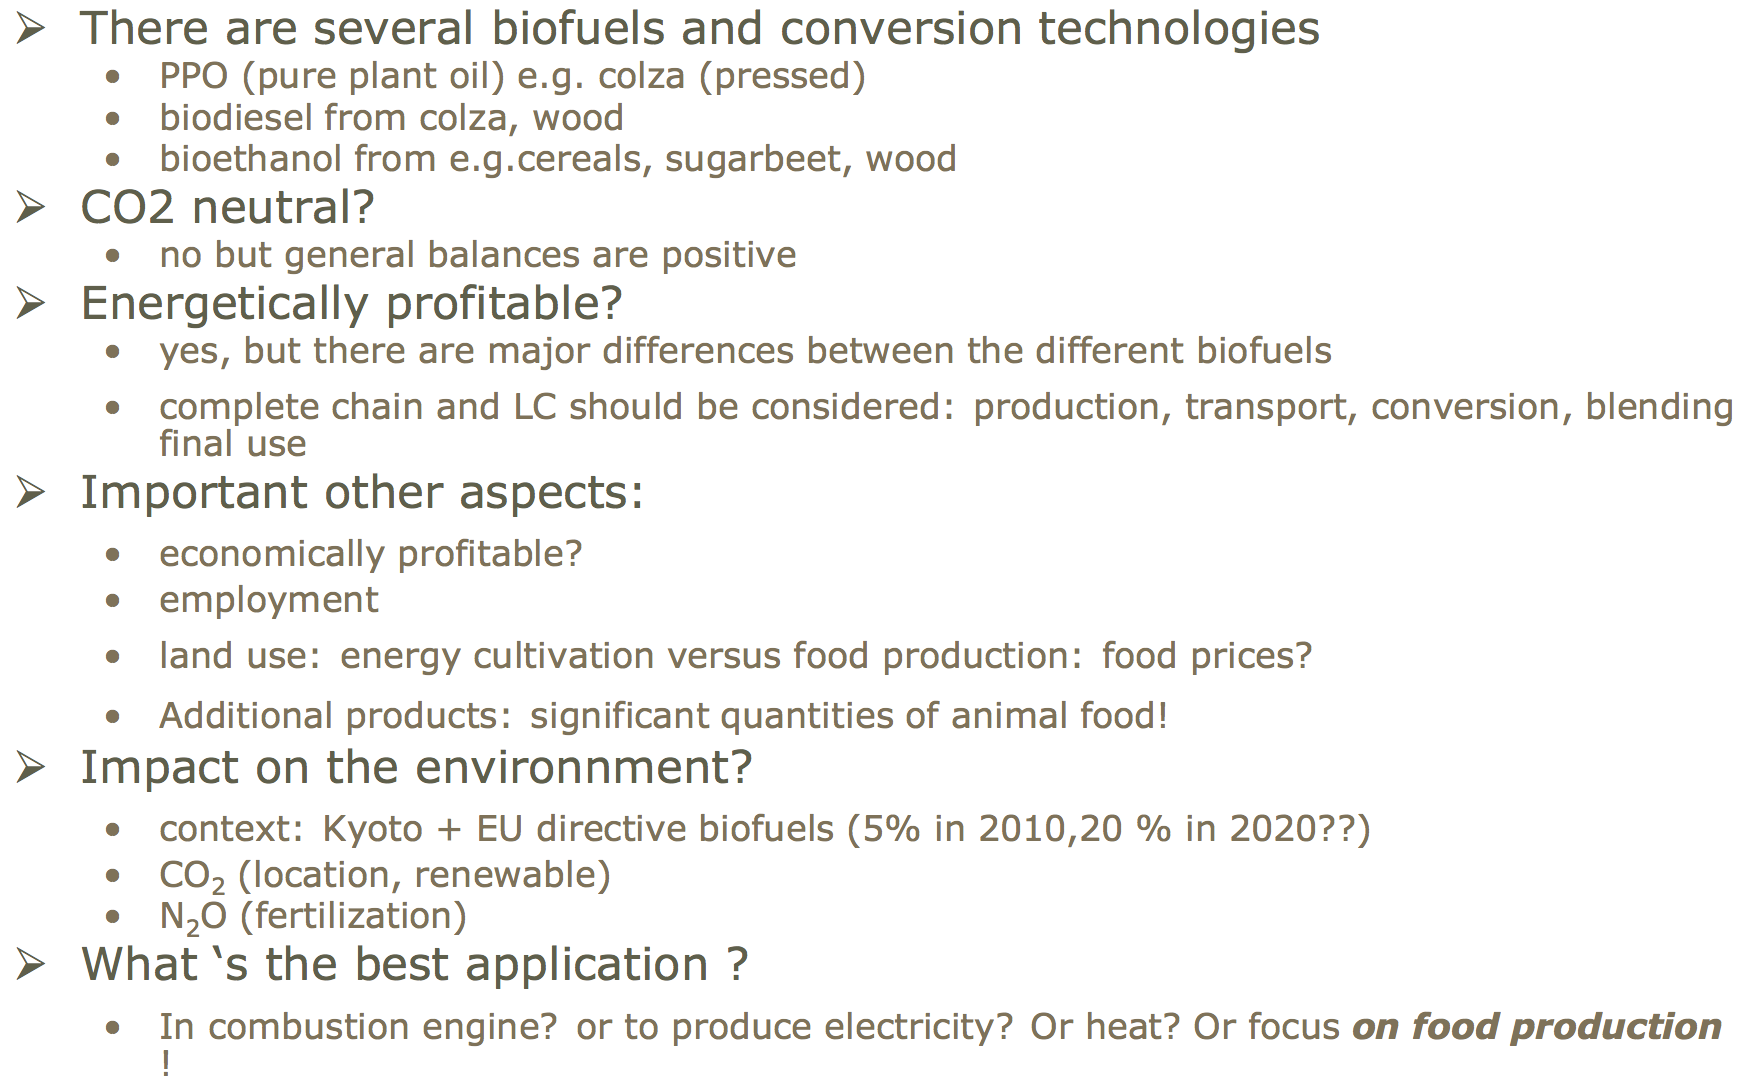 ➢ There are several biofuels and conversion technologies
• PPO (pure plant oil) e.g. colza (pressed)
• biodiesel from colza, wood
• bioethanol from e.g.cereals, sugarbeet, wood
➢ CO2 neutral?
• no but general balances are positive
➢ Energetically profitable?
• yes, but there are major differences between the different biofuels
• complete chain and LC should be considered: production, transport, conversion, blending
final use
➢ Important other aspects:
• economically profitable?
• employment
• land use: energy cultivation versus food production: food prices?
• Additional products: significant quantities of animal food!
➢ Impact on the environnment?
• context: Kyoto + EU directive biofuels (5% in 2010,20 % in 2020??)
• CO₂ (location, renewable)
• N₂O (fertilization)
➢ What ‘s the best application ?
• In combustion engine? or to produce electricity? Or heat? Or focus on food production
!